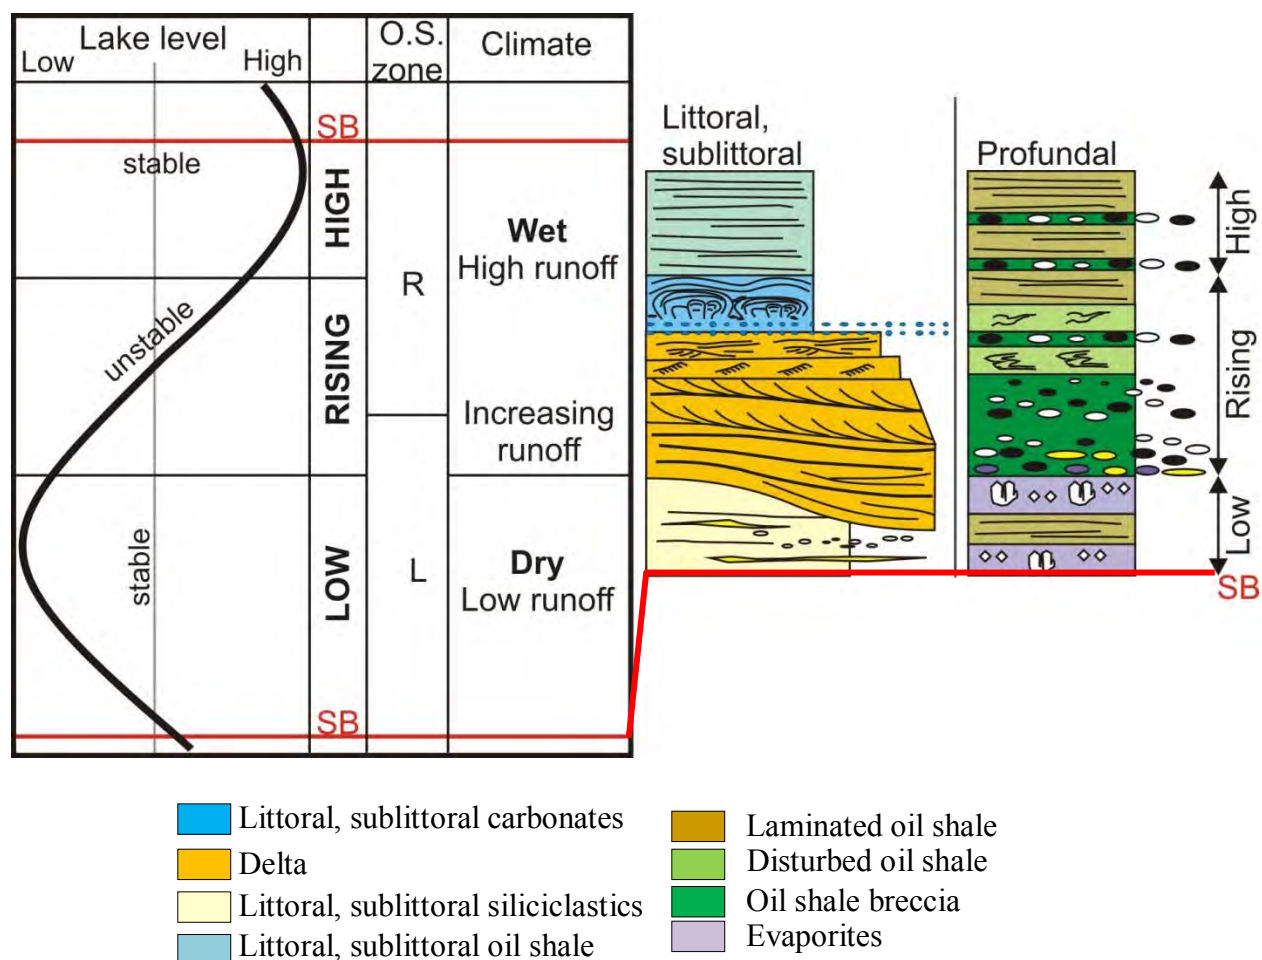 Lake level
Low
High
O.S.
zone
Climate
SB
stable
HIGH
Wet
High runoff
R
unstable
RISING
Increasing
runoff
stable
LOW
L
Dry
Low runoff
SB
Littoral,
sublittoral
Profundal
High
Rising
Low
SB
Littoral, sublittoral carbonates
Delta
Littoral, sublittoral siliciclastics
Littoral, sublittoral oil shale
Laminated oil shale
Disturbed oil shale
Oil shale breccia
Evaporites